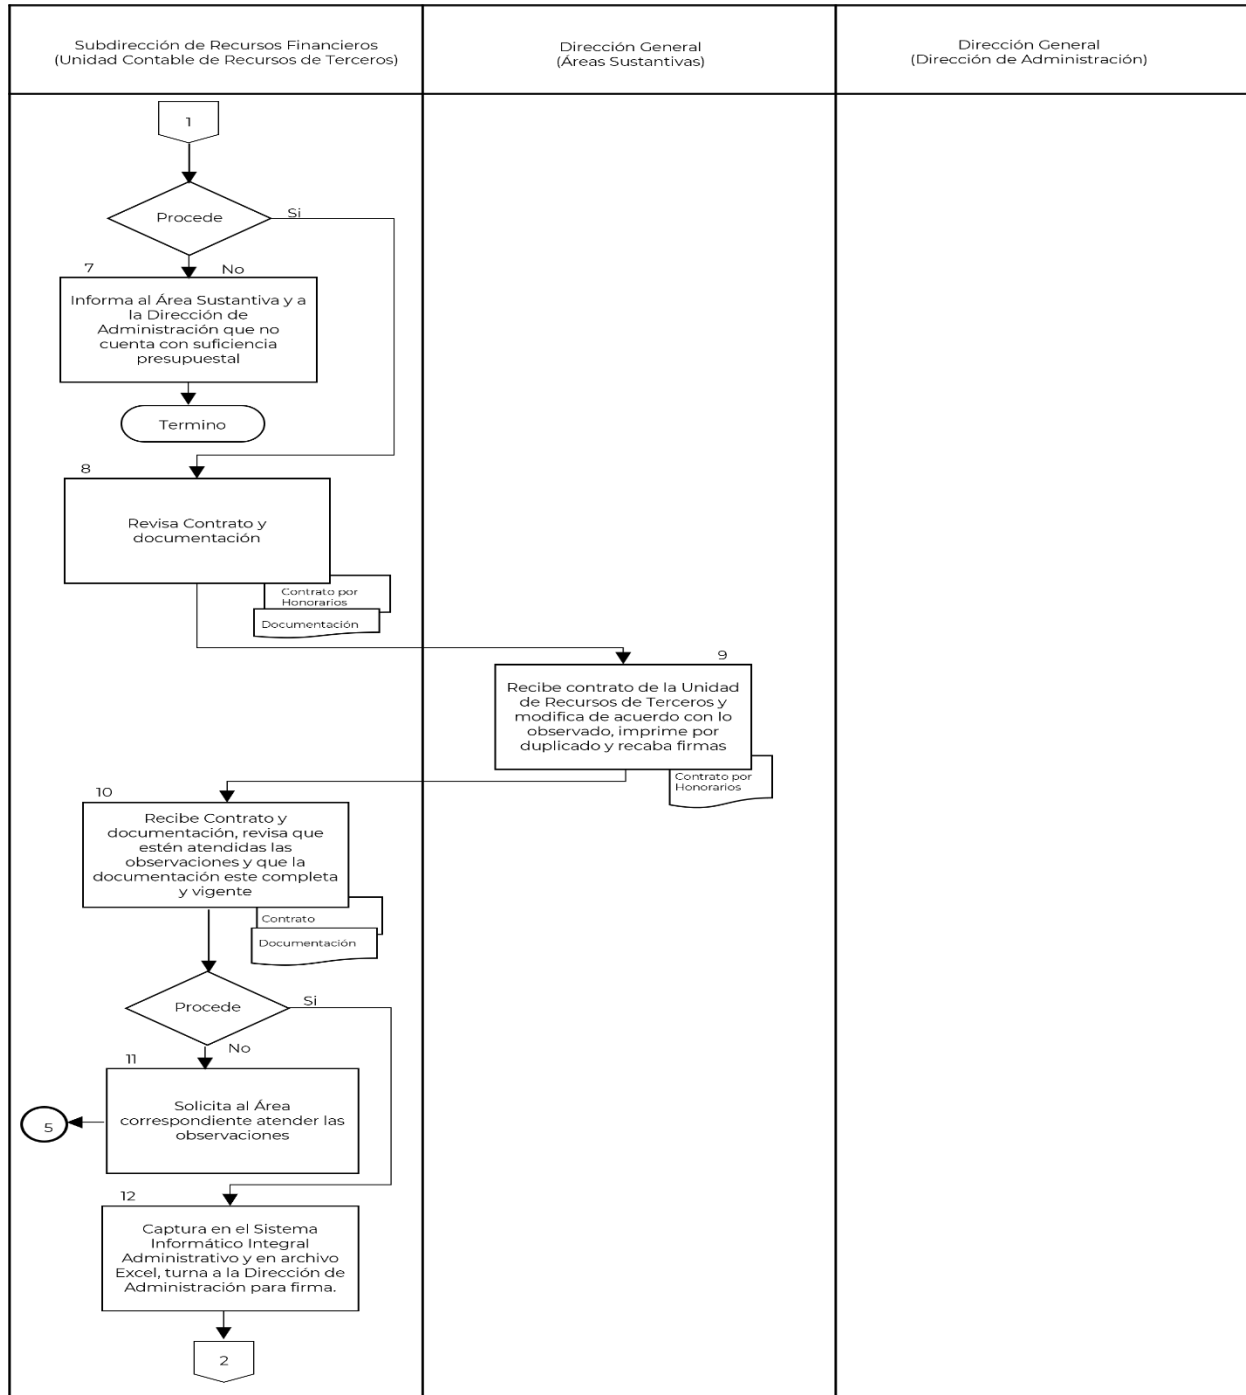 Subdirección de Recursos Financieros
(Unidad Contable de Recursos de Terceros)
Dirección General
(Áreas Sustantivas)
Dirección General
(Dirección de Administración)
1
Procede
Si
No
7
Informa al Área Sustantiva y a
la Dirección de
Administración que no
cuenta con suficiencia
presupuestal
Termino
8
Revisa Contrato y
documentación
Contrato por
Honorarios
Documentación
9
Recibe contrato de la Unidad
de Recursos de Terceros y
modifica de acuerdo con lo
observado, imprime por
duplicado y recaba firmas
Contrato por
Honorarios
10
Recibe Contrato y
documentación, revisa que
estén atendidas las
observaciones y que la
documentación este completa
y vigente
Contrato
Documentación
Procede
Si
No
11
Solicita al Área
correspondiente atender las
observaciones
5
12
Captura en el Sistema
Informático Integral
Administrativo y en archivo
Excel, turna a la Dirección de
Administración para firma.
2